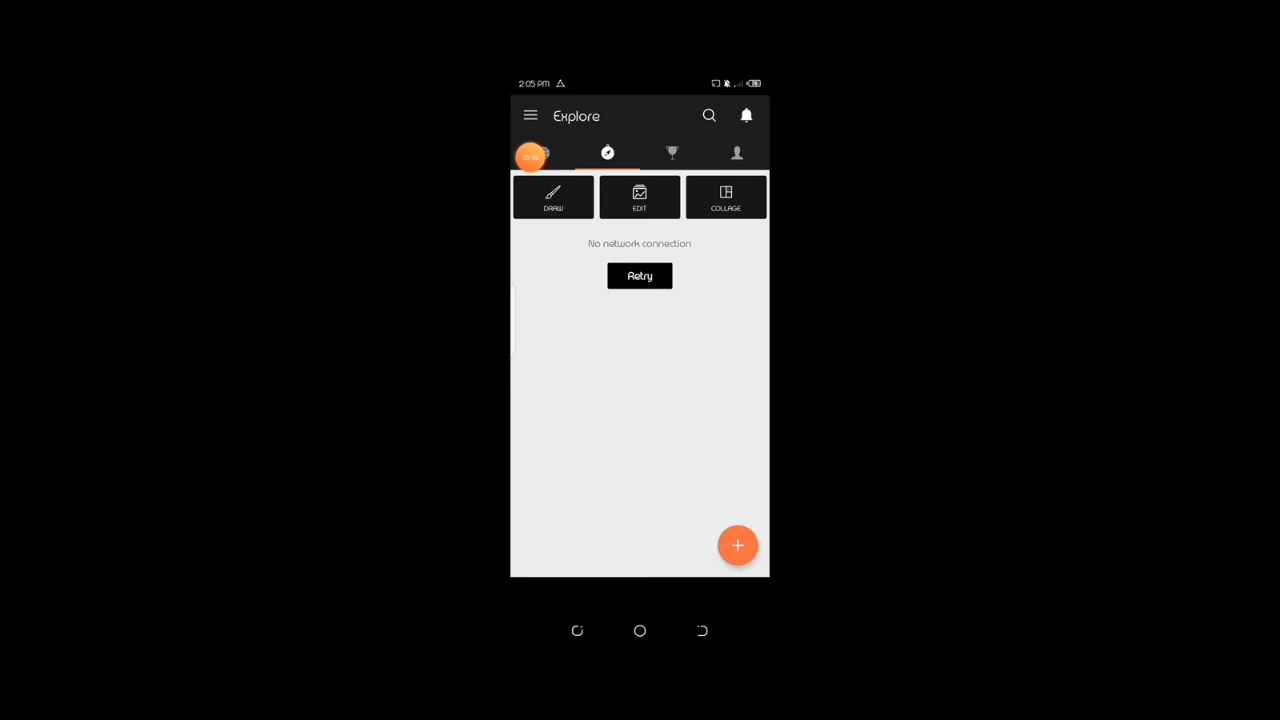 2:05 PM
Explore
DRAW
EDIT
COLLAGE
No network connection
Retry